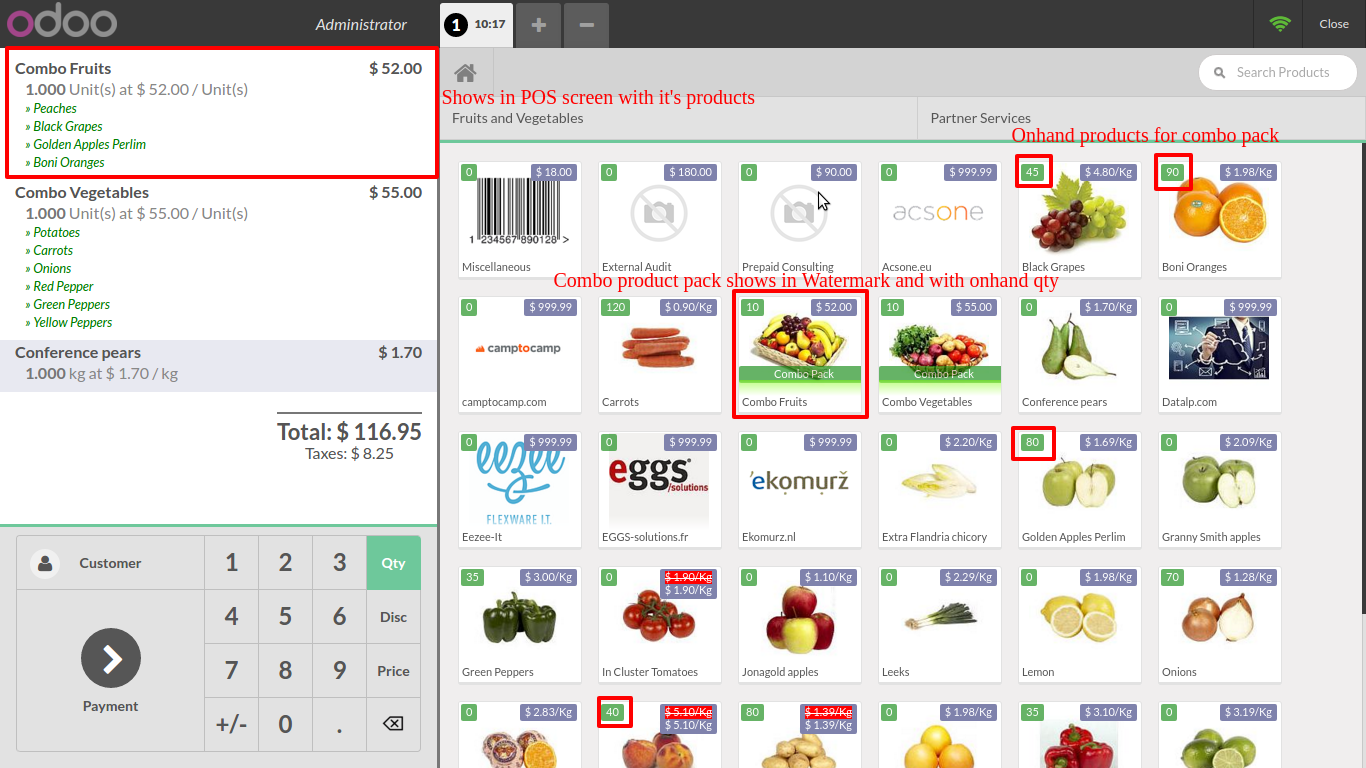 odoo
Administrator
1 10:17
Close
Search Products
Combo Fruits $ 52.00
1.000 Unit(s) at $ 52.00 / Unit(s)
» Peaches
» Black Grapes
» Golden Apples Perlim
» Boni Oranges
Combo Vegetables $ 55.00
1.000 Unit(s) at $ 55.00 / Unit(s)
» Potatoes
» Carrots
» Onions
» Red Pepper
» Green Peppers
» Yellow Peppers
Conference pears $ 1.70
1.000 kg at $ 1.70 / kg
Total: $ 116.95
Taxes: $ 8.25
Customer
1 2 3 Qty
4 5 6 Disc
7 8 9 Price
+/- 0 .
Payment
Shows in POS screen with it's products
Fruits and Vegetables
Partner Services
Onhand products for combo pack
0 $ 18.00
1 234567 890128 >
Miscellaneous
0 $ 180.00
External Audit
0 $ 90.00
Prepaid Consulting
0 $ 999.99
acsone
Acsone.eu
45 $ 4.80/Kg
Black Grapes
90 $ 1.98/Kg
Boni Oranges
Combo product pack shows in Watermark and with onhand qty
0 $ 999.99
camptocamp
camptocamp.com
120 $ 0.90/Kg
Carrots
10 $ 52.00
Combo Pack
Combo Fruits
10 $ 55.00
Combo Pack
Combo Vegetables
0 $ 1.70/Kg
Conference pears
0 $ 999.99
Datalp.com
0 $ 999.99
eezee
FLEXWARE I.T.
Eezee-It
0 $ 999.99
eggs
/solutions
EGGS-solutions.fr
0 $ 999.99
ekomurz
Ekomurz.nl
0 $ 2.20/Kg
Extra Flandria chicory
80 $ 1.69/Kg
Golden Apples Perlim
0 $ 2.09/Kg
Granny Smith apples
35 $ 3.00/Kg
Green Peppers
0 $ 1.90/Kg
$ 1.90/Kg
In Cluster Tomatoes
0 $ 1.10/Kg
Jonagold apples
0 $ 2.29/Kg
Leeks
0 $ 1.98/Kg
Lemon
70 $ 1.28/Kg
Onions
0 $ 2.83/Kg
40 $ 5.10/Kg
$ 5.10/Kg
80 $ 1.39/Kg
$ 1.39/Kg
0 $ 1.98/Kg
35 $ 3.10/Kg
0 $ 3.19/Kg